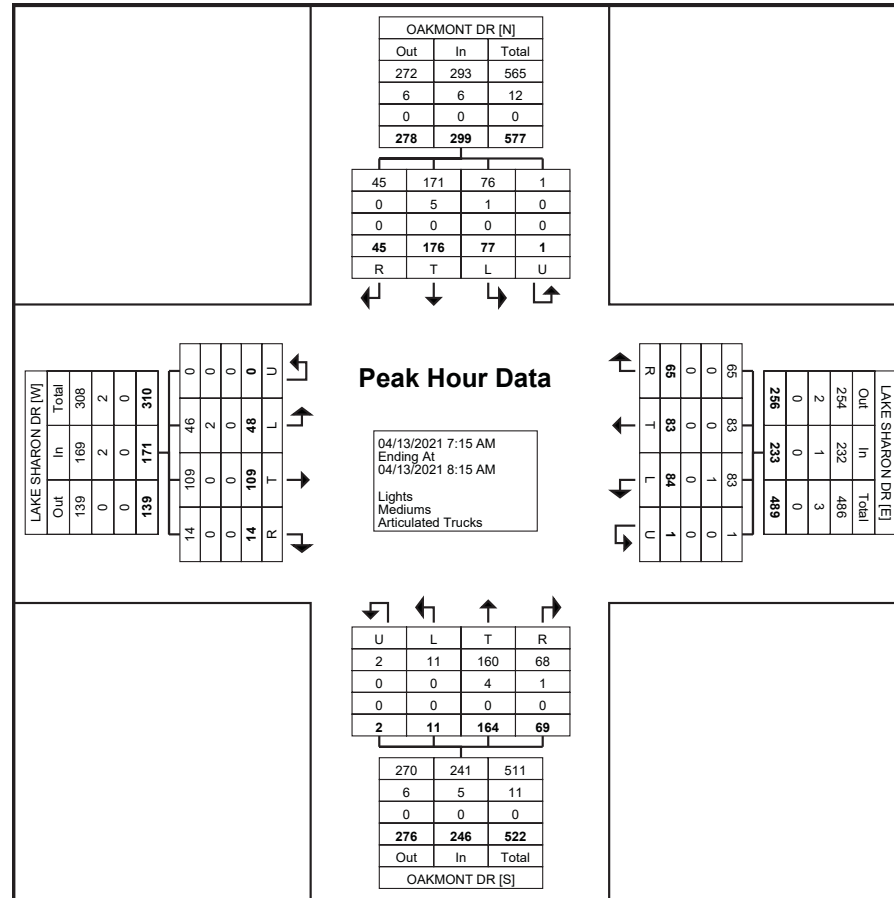 OAKMONT DR [N]
Out In Total
272 293 565
6 6 12
0 0 0
278 299 577
45 171 76 1
0 5 1 0
0 0 0 0
45 176 77 1
R T L U
LAKE SHARON DR [W]
Total In Out
308 169 139
2 2 0
0 0 0
310 171 139
0 46 109 14
0 2 0 0
0 0 0 0
0 48 109 14
U L T R
Peak Hour Data
04/13/2021 7:15 AM
Ending At
04/13/2021 8:15 AM
Lights
Mediums
Articulated Trucks
R T L U
65 83 84 1
0 0 0 0
0 0 1 0
65 83 83 1
256 233 489
0 0 0
2 1 3
254 232 486
Out In Total
LAKE SHARON DR [E]
U L T R
2 11 160 68
0 0 4 1
0 0 0 0
2 11 164 69
270 241 511
6 5 11
0 0 0
276 246 522
Out In Total
OAKMONT DR [S]